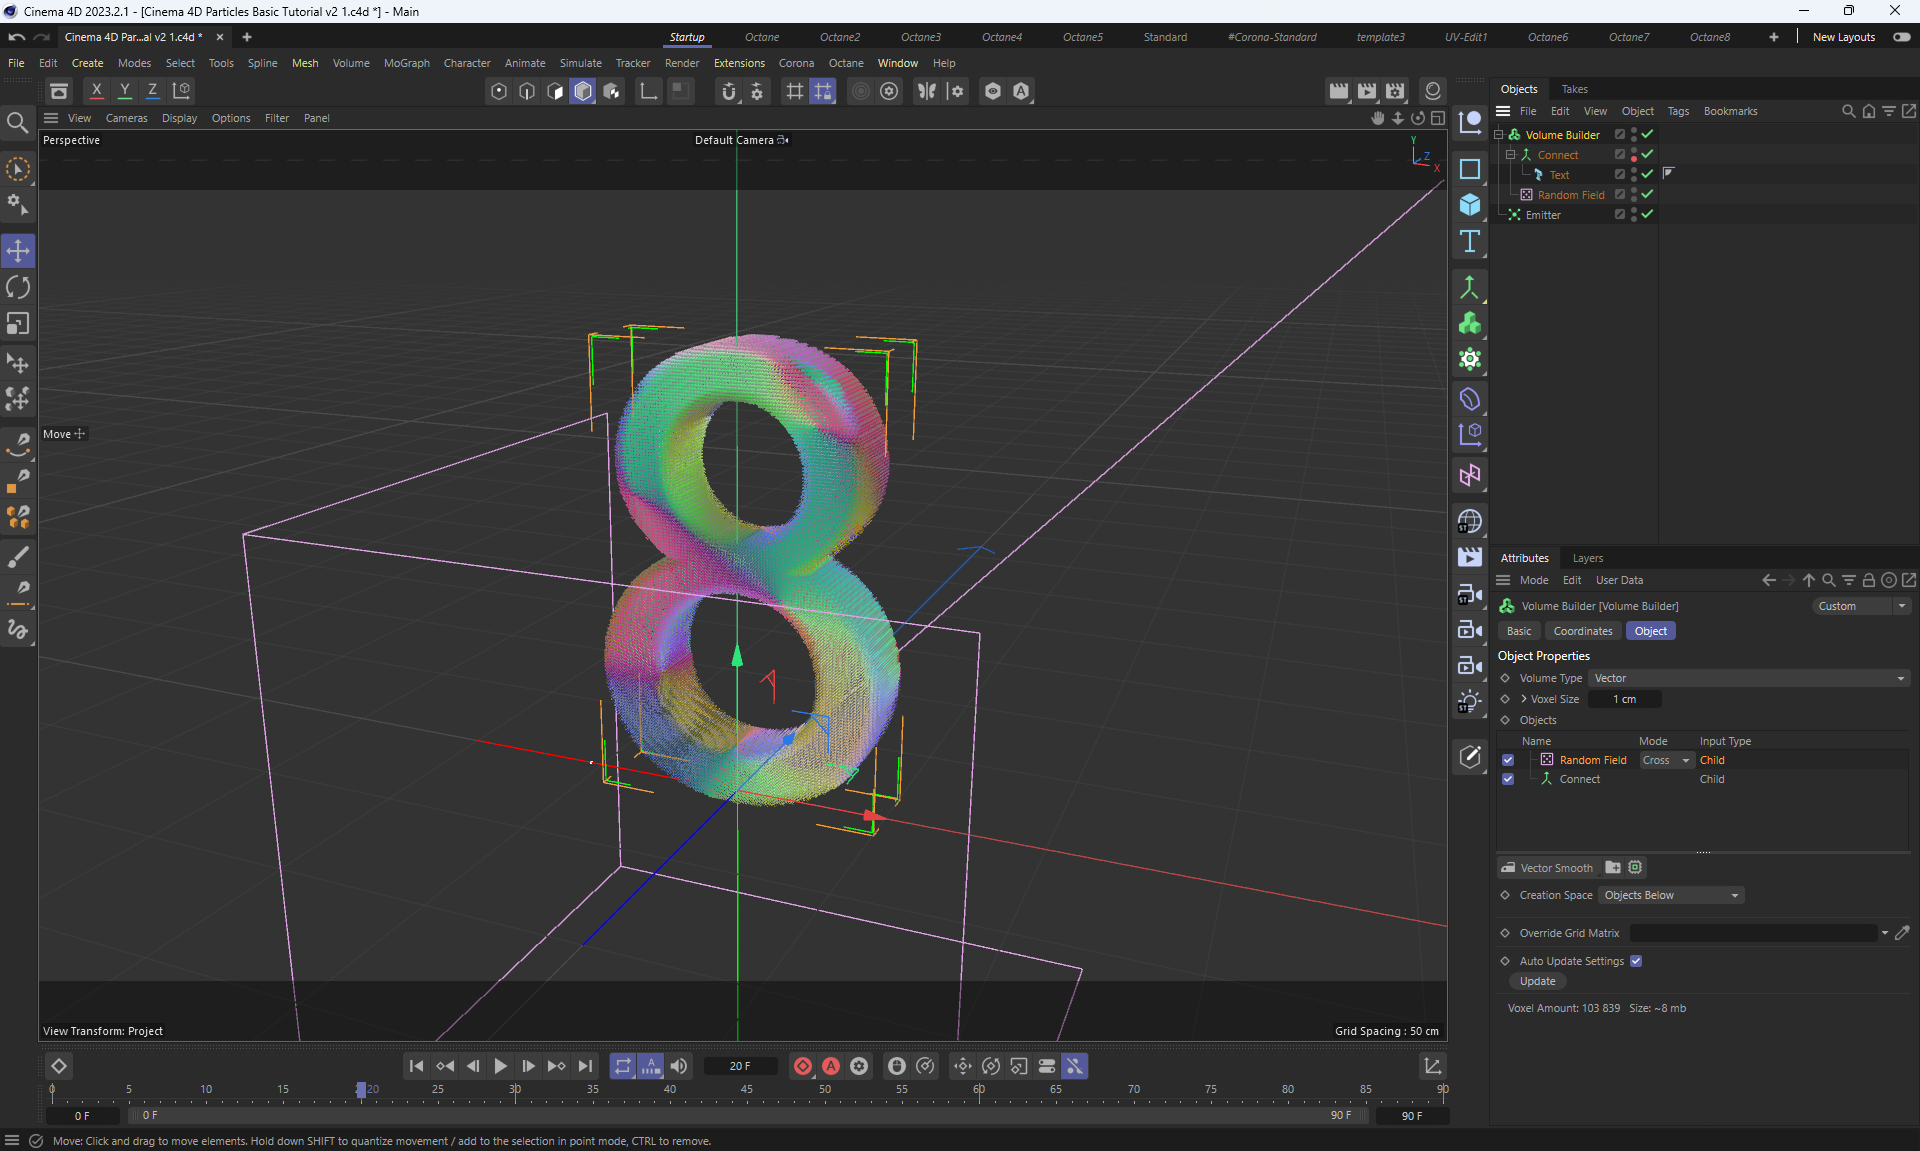 Cinema 4D 2023.2.1 - [Cinema 4D Particles Basic Tutorial v2 1.c4d *] - Main
Cinema 4D Par...al v2 1.c4d *
Startup Octane Octane2 Octane3 Octane4 Octane5 Standard #Corona-Standard template3 UV-Edit1 Octane6 Octane7 Octane8 New Layouts
File Edit Create Modes Select Tools Spline Mesh Volume MoGraph Character Animate Simulate Tracker Render Extensions Corona Octane Window Help
X Y Z
Objects Takes
File Edit View Object Tags Bookmarks
View Cameras Display Options Filter Panel
Perspective
Default Camera
Y
Z
X
Volume Builder
Connect
Text
Random Field
Emitter
Move
Attributes Layers
Mode Edit User Data
Volume Builder [Volume Builder]
Custom
Basic Coordinates Object
Object Properties
Volume Type Vector
Voxel Size 1 cm
Objects
Name Mode Input Type
Random Field Cross Child
Connect Child
Vector Smooth
Creation Space Objects Below
Override Grid Matrix
Auto Update Settings
Update
Voxel Amount: 103 839 Size: ~8 mb
View Transform: Project
Grid Spacing : 50 cm
20 F
0 5 10 15 20 25 30 35 40 45 50 55 60 65 70 75 80 85 90
0 F 0 F 90 F 90 F
Move: Click and drag to move elements. Hold down SHIFT to quantize movement / add to the selection in point mode, CTRL to remove.